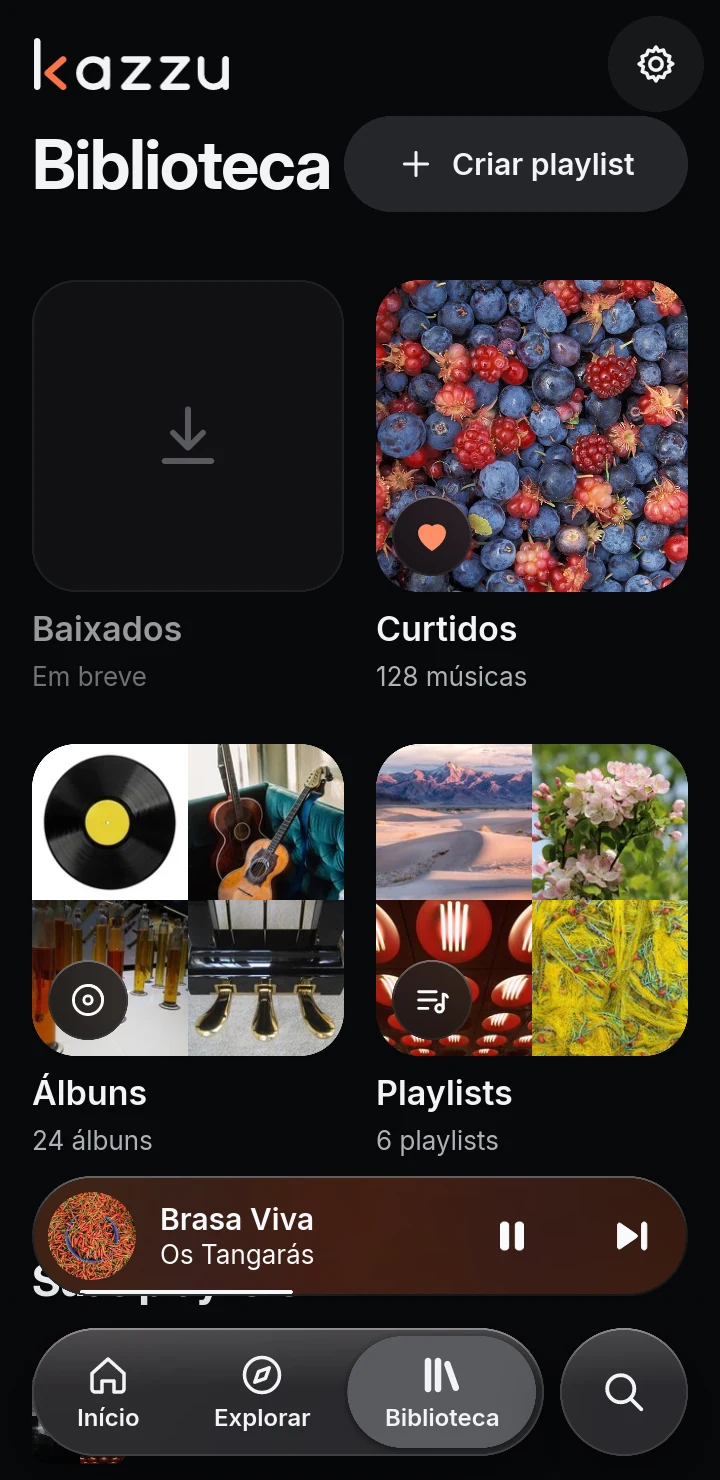 kazzu
Biblioteca
Criar playlist
Baixados
Em breve
Curtidos
128 músicas
Álbuns
24 álbuns
Playlists
6 playlists
Brasa Viva
Os Tangarás
Início
Explorar
Biblioteca